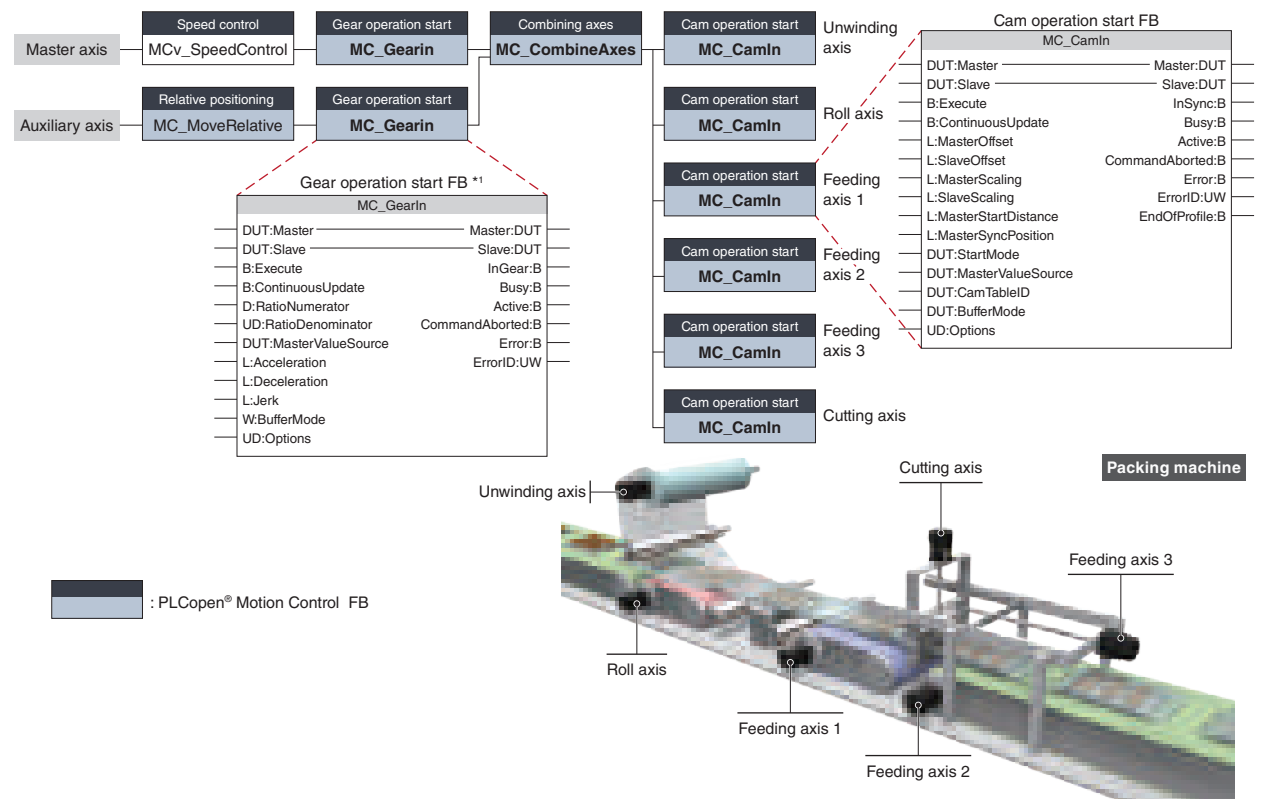 Speed control
Master axis
MCv_SpeedControl
Gear operation start
MC_Gearin
Combining axes
MC_CombineAxes
Relative positioning
Auxiliary axis
MC_MoveRelative
Gear operation start
MC_Gearin
Cam operation start
MC_CamIn
Unwinding
axis
Cam operation start
MC_CamIn
Roll axis
Cam operation start
MC_CamIn
Feeding
axis 1
Cam operation start
MC_CamIn
Feeding
axis 2
Cam operation start
MC_CamIn
Feeding
axis 3
Cam operation start
MC_CamIn
Cutting axis
Gear operation start FB *1
MC_GearIn
DUT:Master Master:DUT
DUT:Slave Slave:DUT
B:Execute InGear:B
B:ContinuousUpdate Busy:B
D:RatioNumerator Active:B
UD:RatioDenominator CommandAborted:B
DUT:MasterValueSource Error:B
L:Acceleration ErrorID:UW
L:Deceleration
L:Jerk
W:BufferMode
UD:Options
Cam operation start FB
MC_CamIn
DUT:Master Master:DUT
DUT:Slave Slave:DUT
B:Execute InSync:B
B:ContinuousUpdate Busy:B
L:MasterOffset Active:B
L:SlaveOffset CommandAborted:B
L:MasterScaling Error:B
L:SlaveScaling ErrorID:UW
L:MasterStartDistance EndOfProfile:B
L:MasterSyncPosition
DUT:StartMode
DUT:MasterValueSource
DUT:CamTableID
DUT:BufferMode
UD:Options
Packing machine
Unwinding axis
Cutting axis
Feeding axis 3
Roll axis
Feeding axis 1
Feeding axis 2
: PLCopen® Motion Control FB